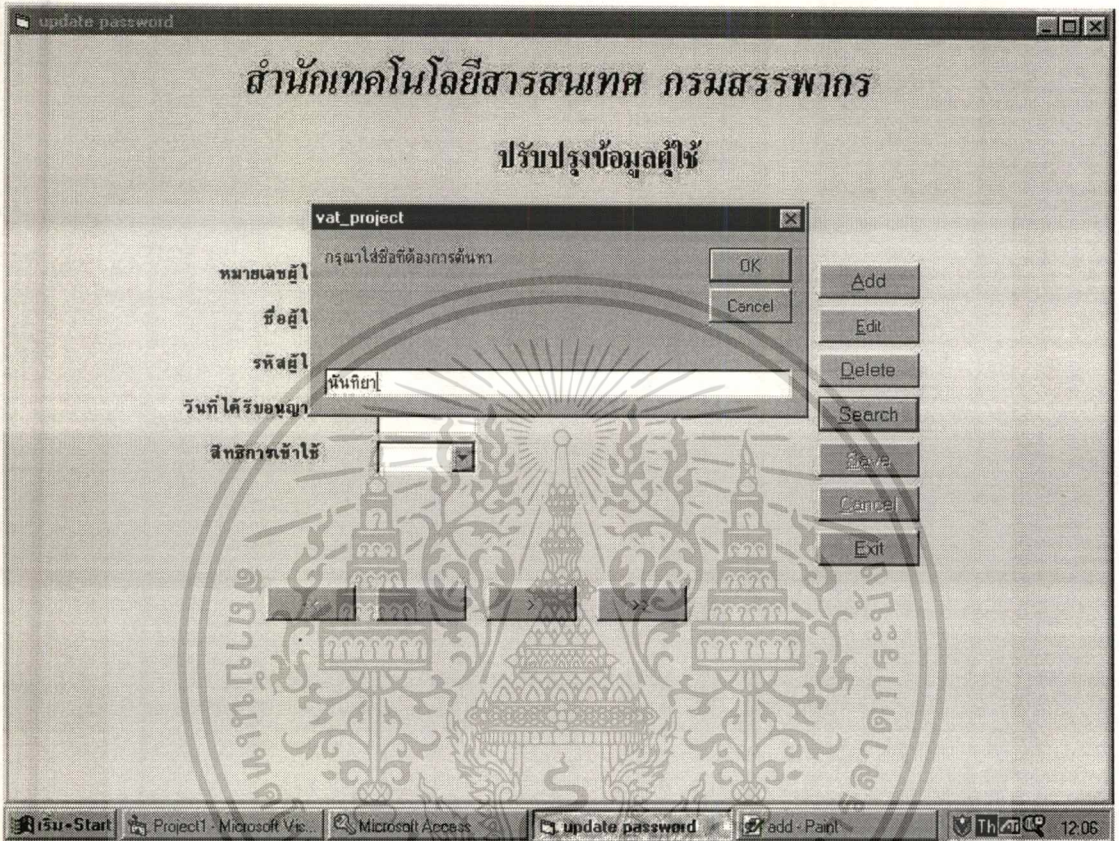 update password
สำนักเทคโนโลยีสารสนเทศ กรมสรรพากร
ปรับปรุงข้อมูลผู้ใช้
vat_project
กรุณาใส่ชื่อที่ต้องการค้นหา
OK
Cancel
นันทิยา
หมายเลขผู้ใ
ชื่อผู้ใ
รหัสผู้ใ
วันที่ได้รับอนุญา
สิทธิการเข้าใช้
Add
Edit
Delete
Search
Save
Cancel
Exit
<<
<
>
>>
เริ่ม-Start
Project1 - Microsoft Vis...
Microsoft Access
update password
add - Paint
Th
12:06